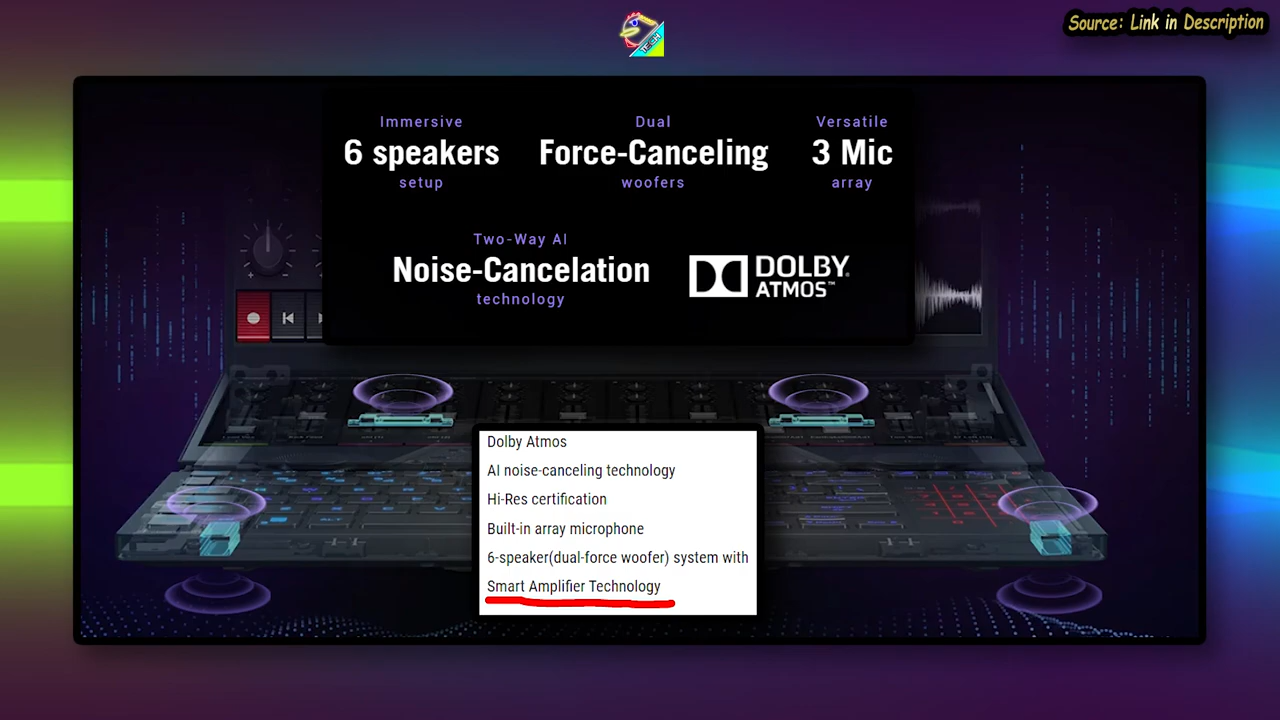 Source: Link in Description
TECH
Immersive
6 speakers
setup
Dual
Force-Canceling
woofers
Versatile
3 Mic
array
Two-Way AI
Noise-Cancelation
technology
DOLBY
ATMOS™
Dolby Atmos
AI noise-canceling technology
Hi-Res certification
Built-in array microphone
6-speaker(dual-force woofer) system with
Smart Amplifier Technology